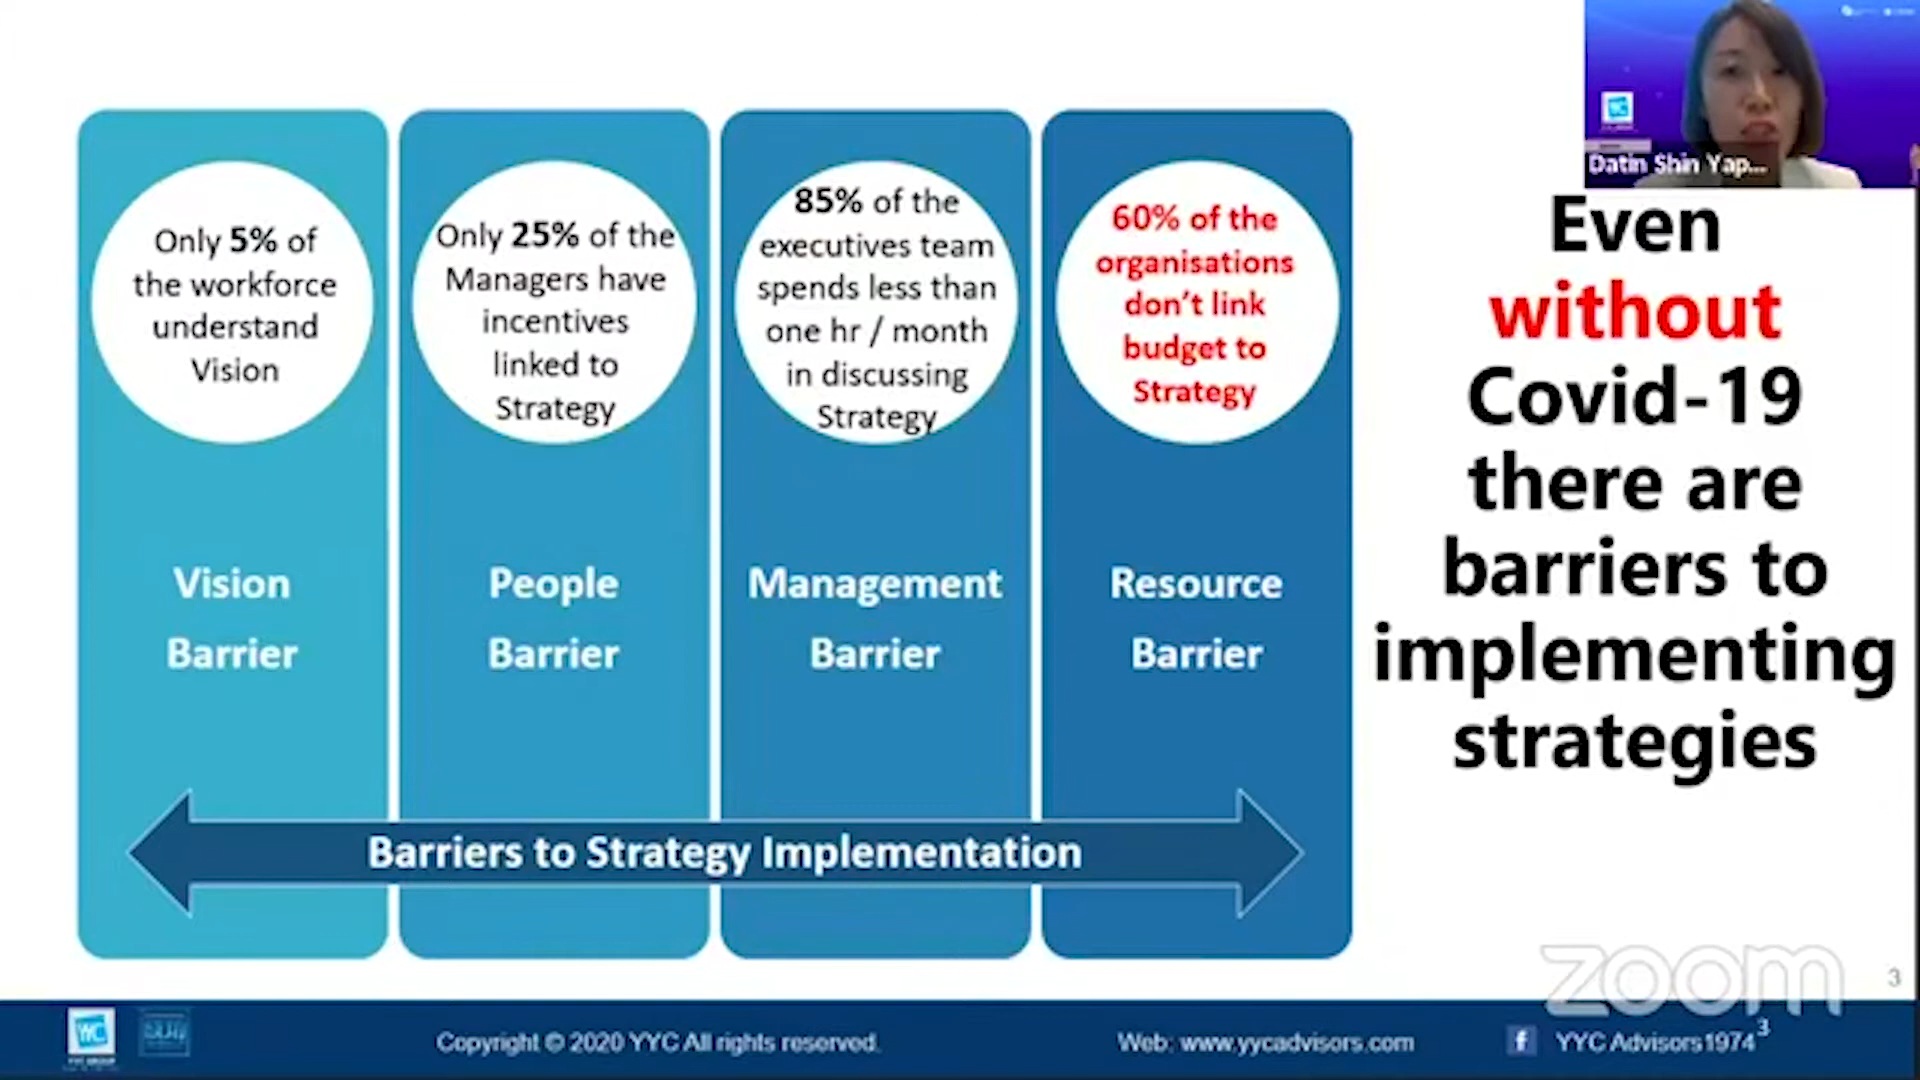 Datin Shin Yap...
Only 5% of
the workforce
understand
Vision
Vision
Barrier
Only 25% of the
Managers have
incentives
linked to
Strategy
People
Barrier
85% of the
executives team
spends less than
one hr / month
in discussing
Strategy
Management
Barrier
60% of the
organisations
don't link
budget to
Strategy
Resource
Barrier
Barriers to Strategy Implementation
Even
without
Covid-19
there are
barriers to
implementing
strategies
zoom
3
YYC GROUP
Copyright © 2020 YYC All rights reserved.
Web: www.yycadvisors.com
f YYC Advisors1974
3